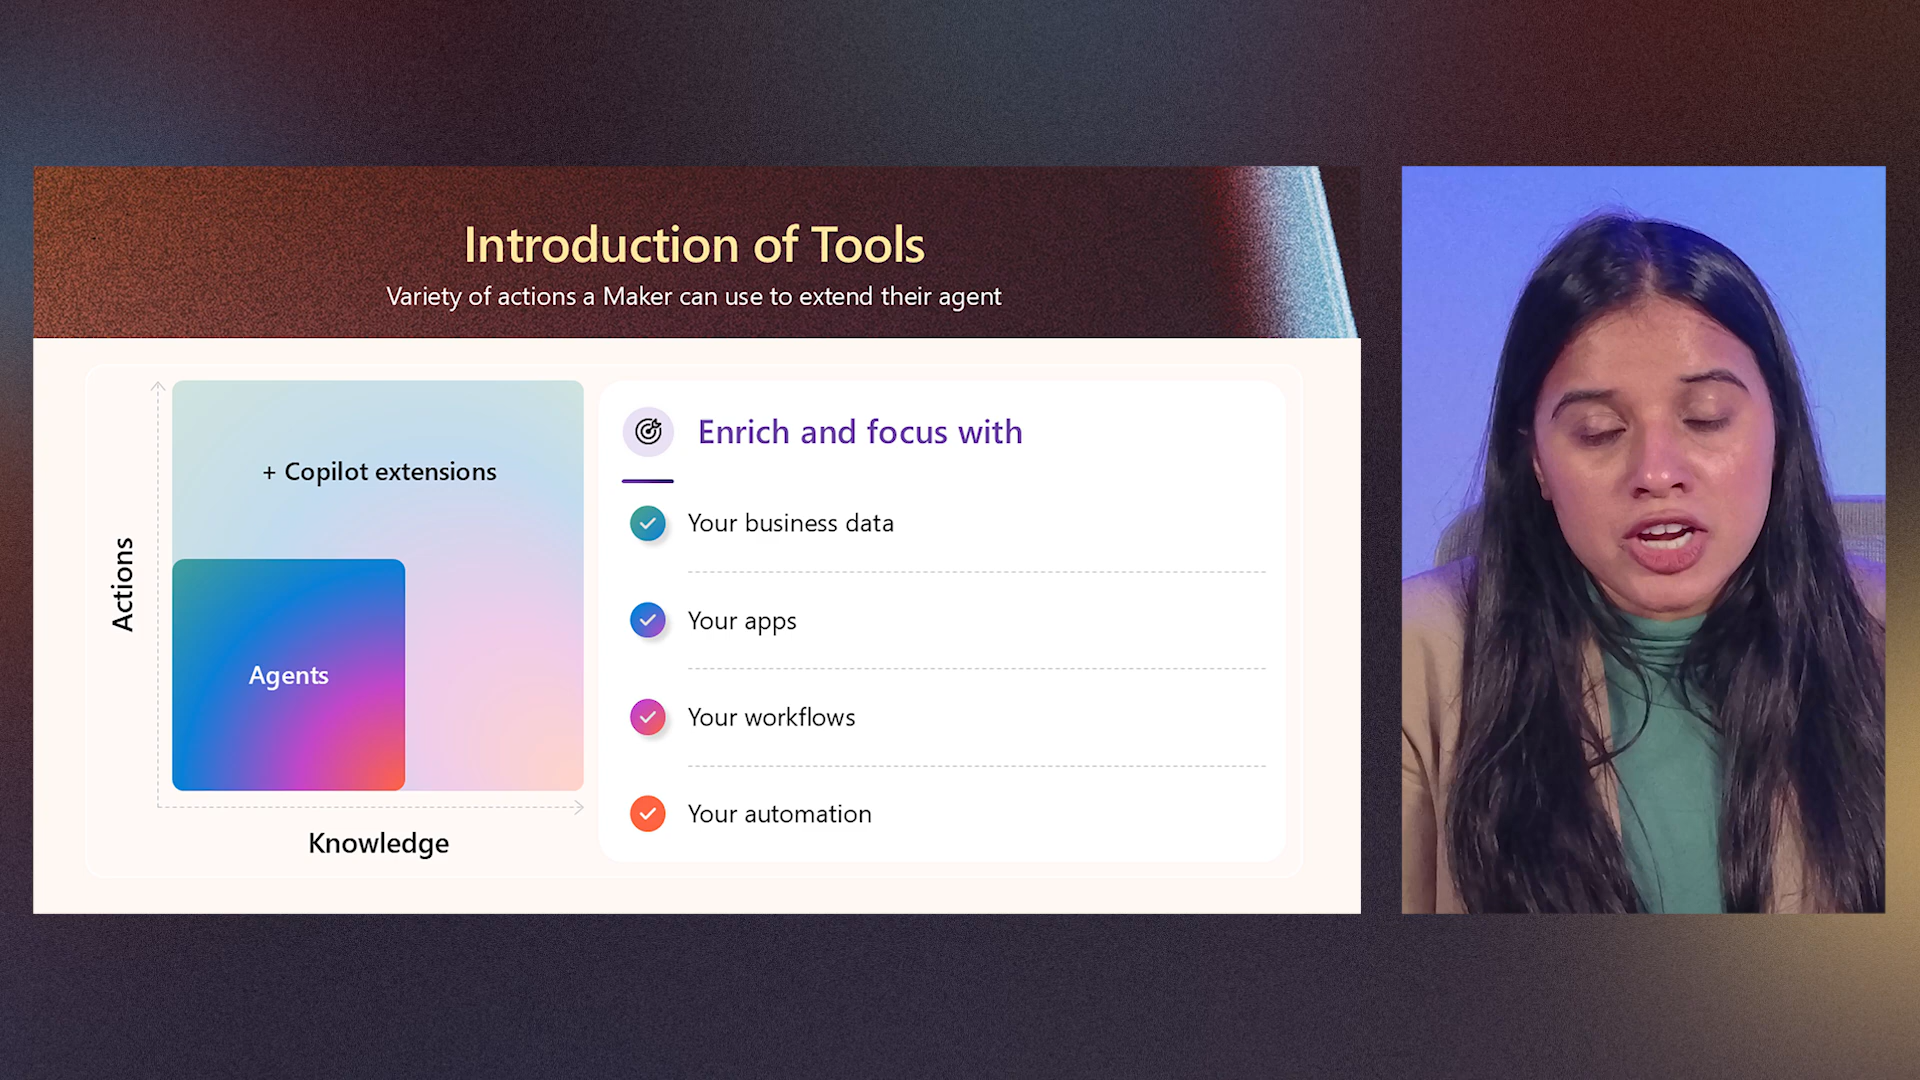 Introduction of Tools
Variety of actions a Maker can use to extend their agent
+ Copilot extensions
Agents
Actions
Knowledge
Enrich and focus with
Your business data
Your apps
Your workflows
Your automation